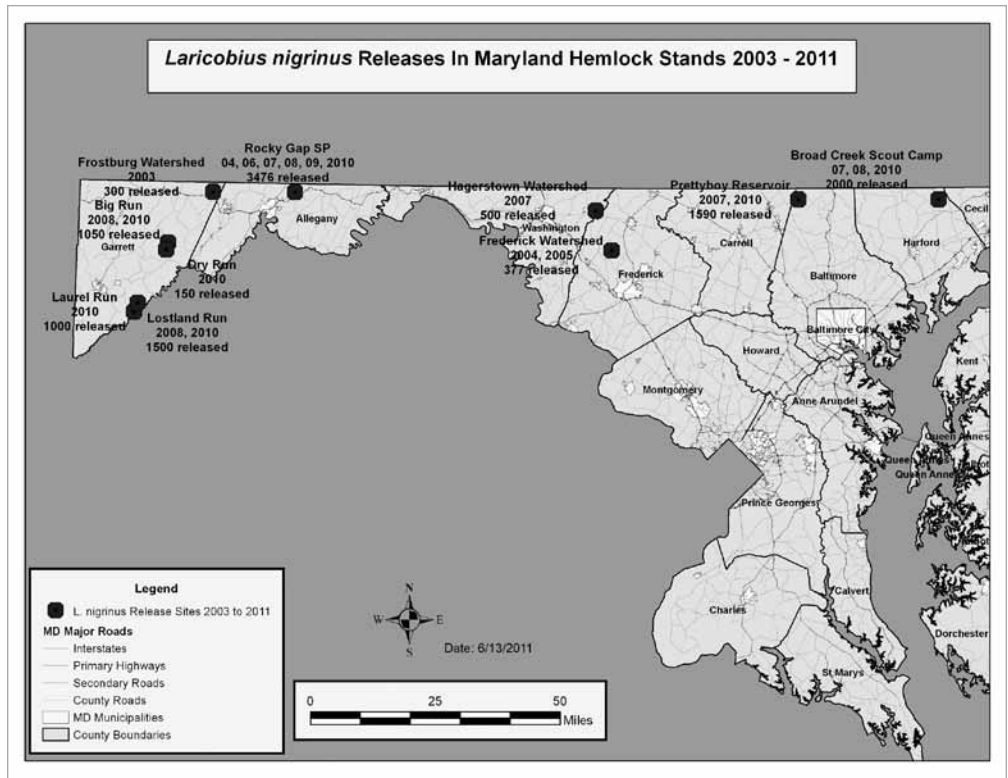 Laricobius nigrinus Releases In Maryland Hemlock Stands 2003 - 2011
Frostburg Watershed
2003
300 released
Rocky Gap SP
04, 06, 07, 08, 09, 2010
3476 released
Big Run
2008, 2010
1050 released
Garrett
Allegany
Dry Run
2010
150 released
Laurel Run
2010
1000 released
Lostland Run
2008, 2010
1500 released
Hagerstown Watershed
2007
500 released
Washington
Frederick Watershed
2004, 2005
377 released
Frederick
Prettyboy Reservoir
2007, 2010
1590 released
Carroll
Broad Creek Scout Camp
07, 08, 2010
2000 released
Cecil
Harford
Baltimore
Baltimore City
Howard
Kent
Montgomery
Anne Arundel
Queen Annes
Queen Annes
Queen Annes
Prince Georges
Calvert
Charles
Dorchester
St Marys
Legend
L. nigrinus Release Sites 2003 to 2011
MD Major Roads
Interstates
Primary Highways
Secondary Roads
County Roads
MD Municipalities
County Boundaries
N
W E
S
Date: 6/13/2011
0 25 50
Miles